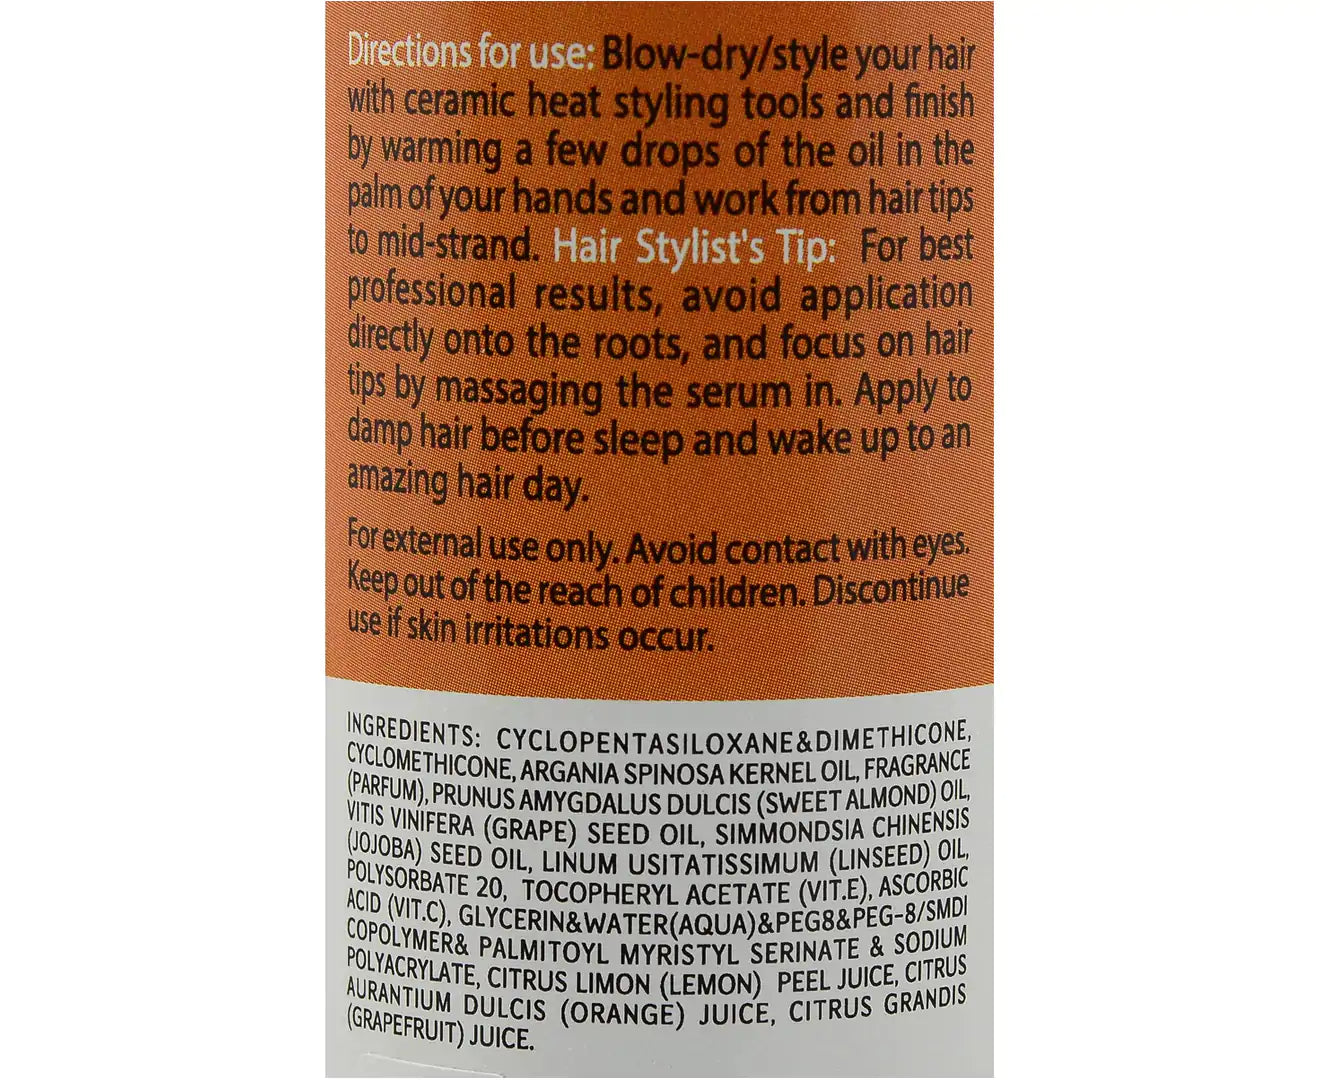 Directions for use: Blow-dry/style your hair
with ceramic heat styling tools and finish
by warming a few drops of the oil in the
palm of your hands and work from hair tips
to mid-strand. Hair Stylist's Tip: For best
professional results, avoid application
directly onto the roots, and focus on hair
tips by massaging the serum in. Apply to
damp hair before sleep and wake up to an
amazing hair day.
For external use only. Avoid contact with eyes.
Keep out of the reach of children. Discontinue
use if skin irritations occur.
INGREDIENTS: CYCLOPENTASILOXANE&DIMETHICONE,
CYCLOMETHICONE, ARGANIA SPINOSA KERNEL OIL, FRAGRANCE
(PARFUM), PRUNUS AMYGDALUS DULCIS (SWEET ALMOND) OIL,
VITIS VINIFERA (GRAPE) SEED OIL, SIMMONDSIA CHINENSIS
(JOJOBA) SEED OIL, LINUM USITATISSIMUM (LINSEED) OIL,
POLYSORBATE 20, TOCOPHERYL ACETATE (VIT.E), ASCORBIC
ACID (VIT.C), GLYCERIN&WATER(AQUA)&PEG8&PEG-8/SMDI
COPOLYMER& PALMITOYL MYRISTYL SERINATE & SODIUM
POLYACRYLATE, CITRUS LIMON (LEMON) PEEL JUICE, CITRUS
AURANTIUM DULCIS (ORANGE) JUICE, CITRUS GRANDIS
(GRAPEFRUIT) JUICE.